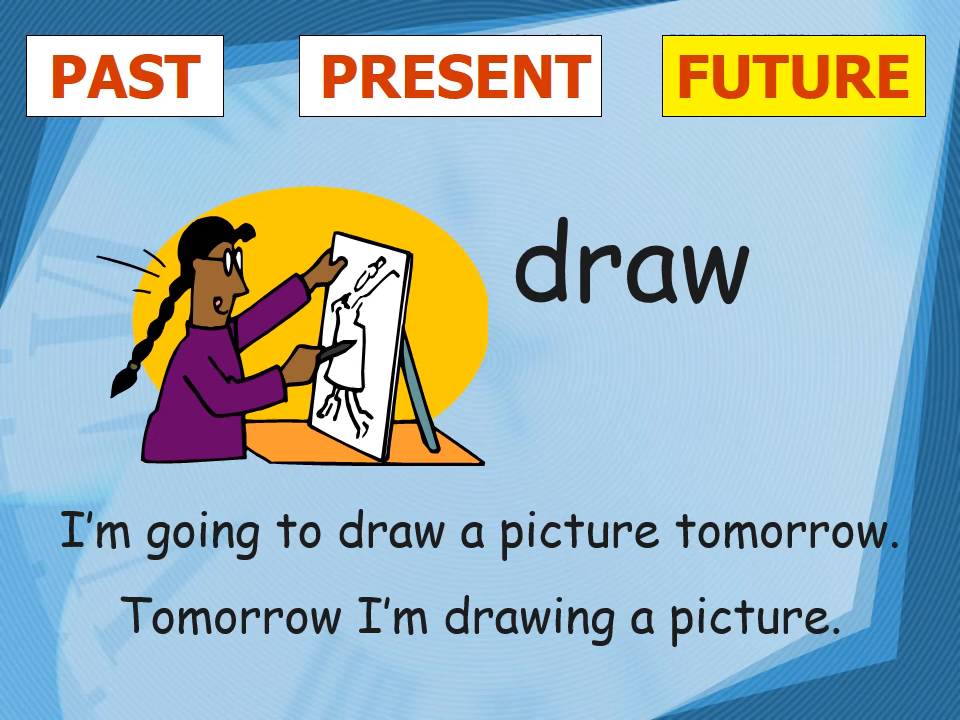 PAST PRESENT FUTURE
draw
I'm going to draw a picture tomorrow.
Tomorrow I'm drawing a picture.